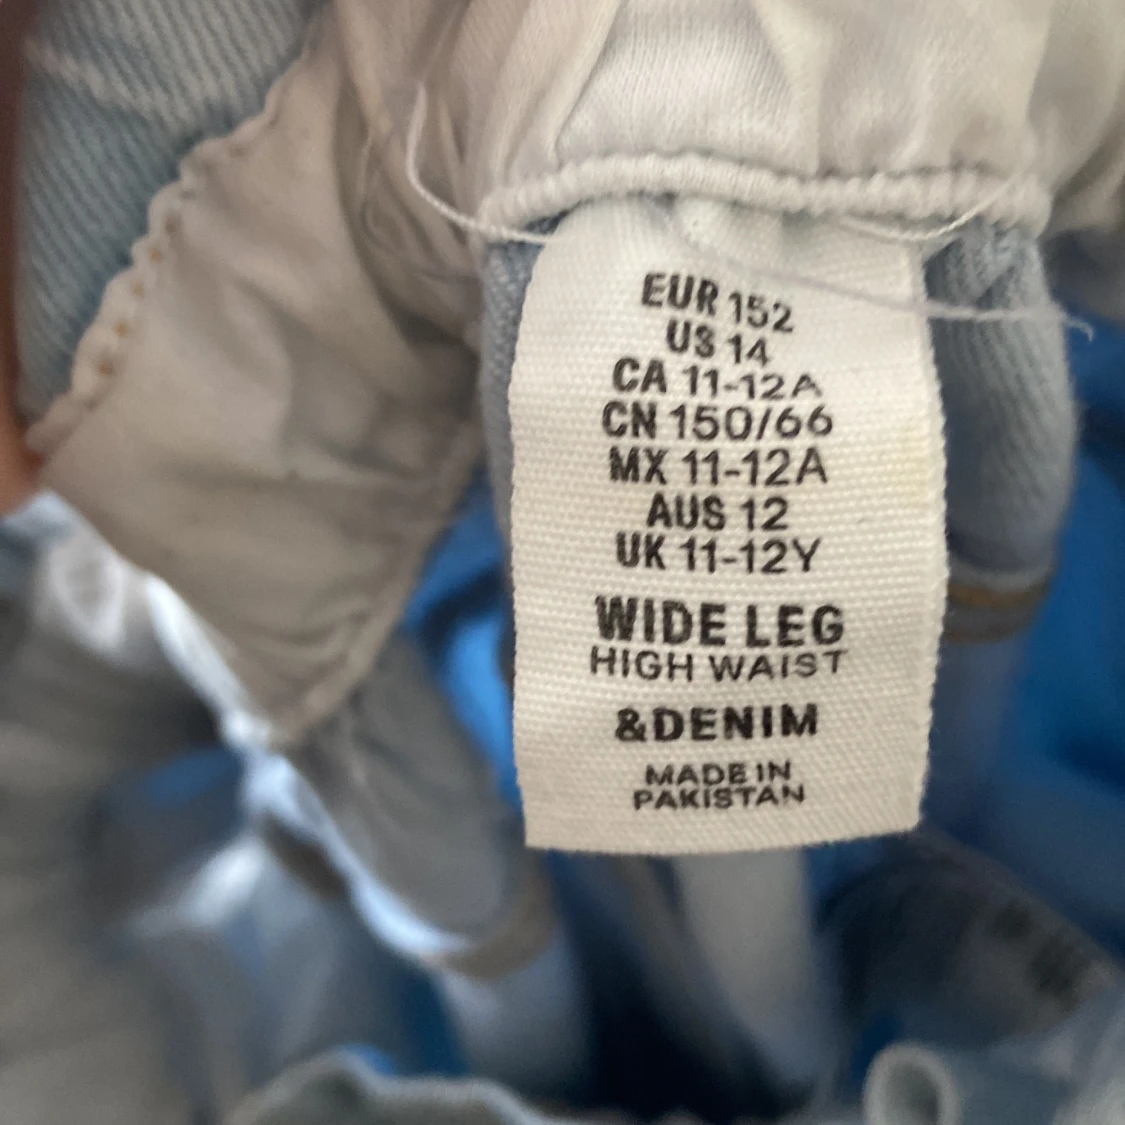 EUR 152
US 14
CA 11-12A
CN 150/66
MX 11-12A
AUS 12
UK 11-12Y
WIDE LEG
HIGH WAIST
&DENIM
MADE IN
PAKISTAN